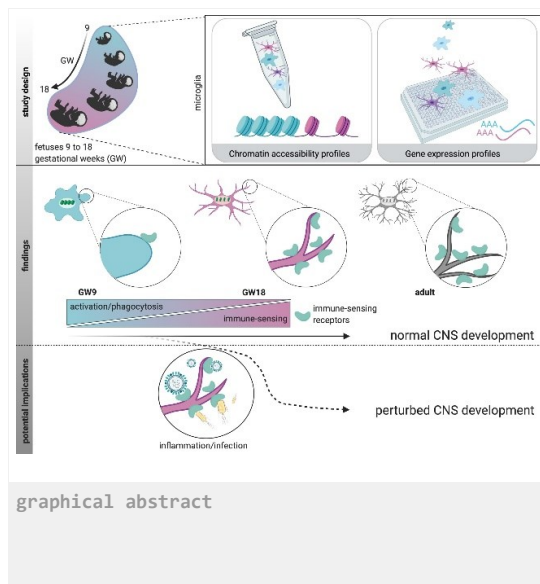 study design
9
GW
18
fetuses 9 to 18
gestational weeks (GW)
microglia
Chromatin accessibility profiles
AAA
AAA
Gene expression profiles
findings
GW9
GW18
adult
activation/phagocytosis
immune-sensing
immune-sensing
receptors
normal CNS development
potential implications
inflammation/infection
perturbed CNS development
graphical abstract